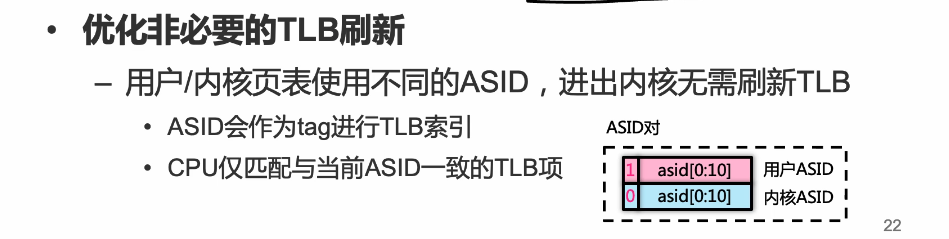 • 优化非必要的TLB刷新
– 用户/内核页表使用不同的ASID，进出内核无需刷新TLB
• ASID会作为tag进行TLB索引
• CPU仅匹配与当前ASID一致的TLB项
ASID对
1 asid[0:10] 用户ASID
0 asid[0:10] 内核ASID
22